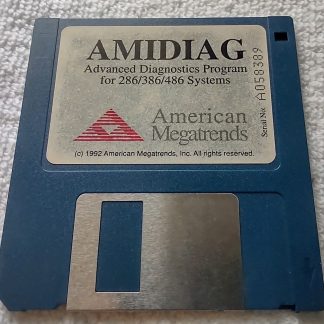 AMIDIAG
Advanced Diagnostics Program
for 286/386/486 Systems
American
Megatrends
(c) 1992 American Megatrends, Inc. All rights reserved.
Serial No: A058389